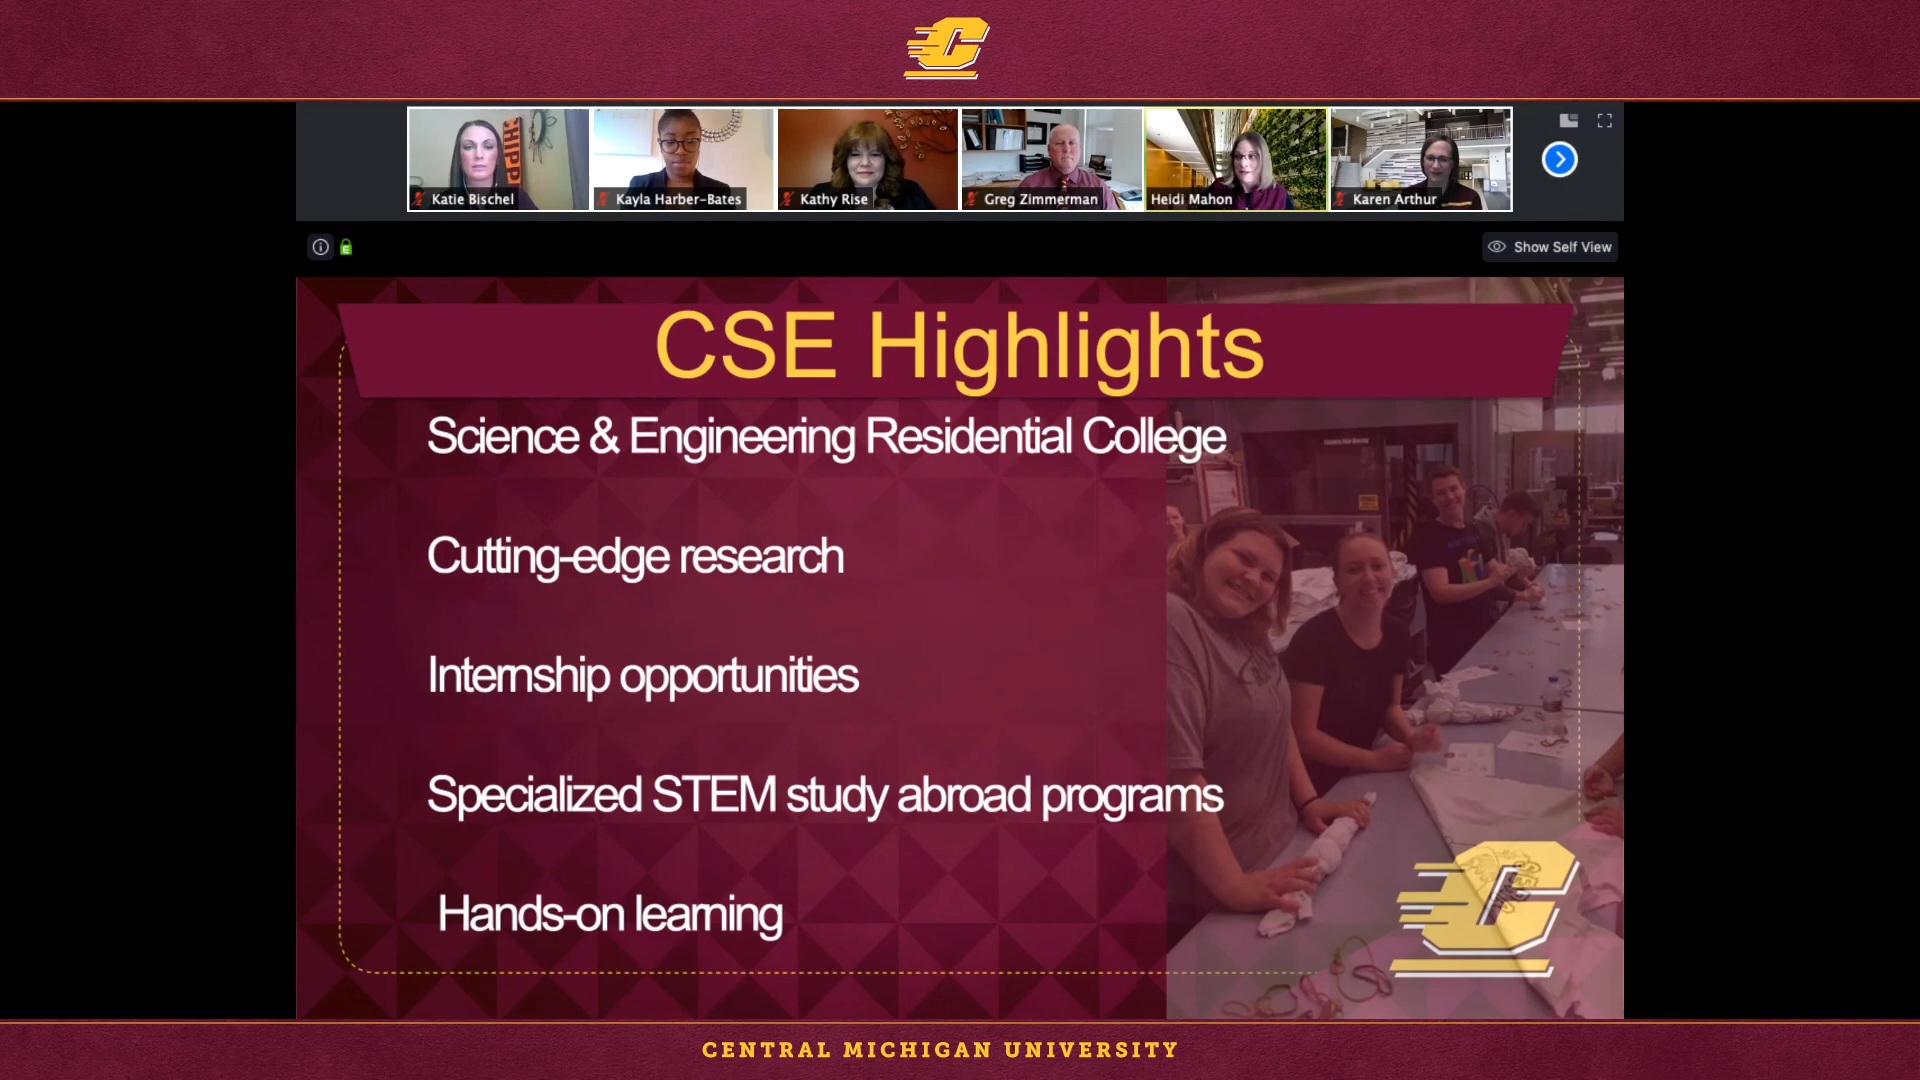 CHIPP
Katie Bischel
Kayla Harber-Bates
Kathy Rise
Greg Zimmerman
Heidi Mahon
Karen Arthur
Show Self View
CSE Highlights
Science & Engineering Residential College
Cutting-edge research
Internship opportunities
Specialized STEM study abroad programs
Hands-on learning
CENTRAL MICHIGAN UNIVERSITY